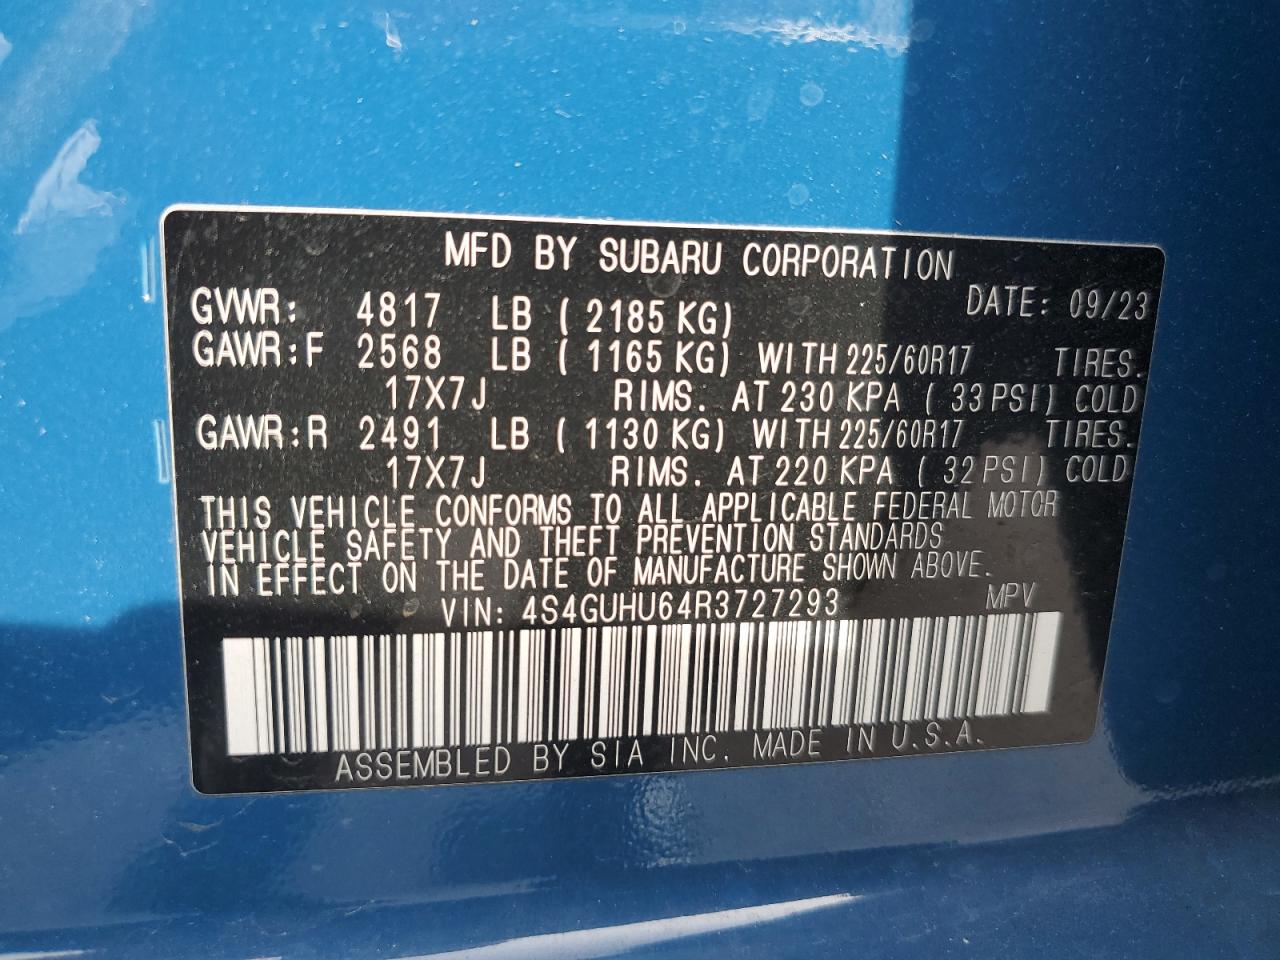 MFD BY SUBARU CORPORATION
DATE: 09/23
GVWR: 4817 LB ( 2185 KG)
GAWR:F 2568 LB ( 1165 KG) WITH 225/60R17 TIRES.
17X7J RIMS. AT 230 KPA ( 33 PSI) COLD
GAWR:R 2491 LB ( 1130 KG) WITH 225/60R17 TIRES.
17X7J RIMS. AT 220 KPA ( 32 PSI) COLD
THIS VEHICLE CONFORMS TO ALL APPLICABLE FEDERAL MOTOR
VEHICLE SAFETY AND THEFT PREVENTION STANDARDS
IN EFFECT ON THE DATE OF MANUFACTURE SHOWN ABOVE.
VIN: 4S4GUHU64R3727293 MPV
ASSEMBLED BY SIA INC. MADE IN U.S.A.